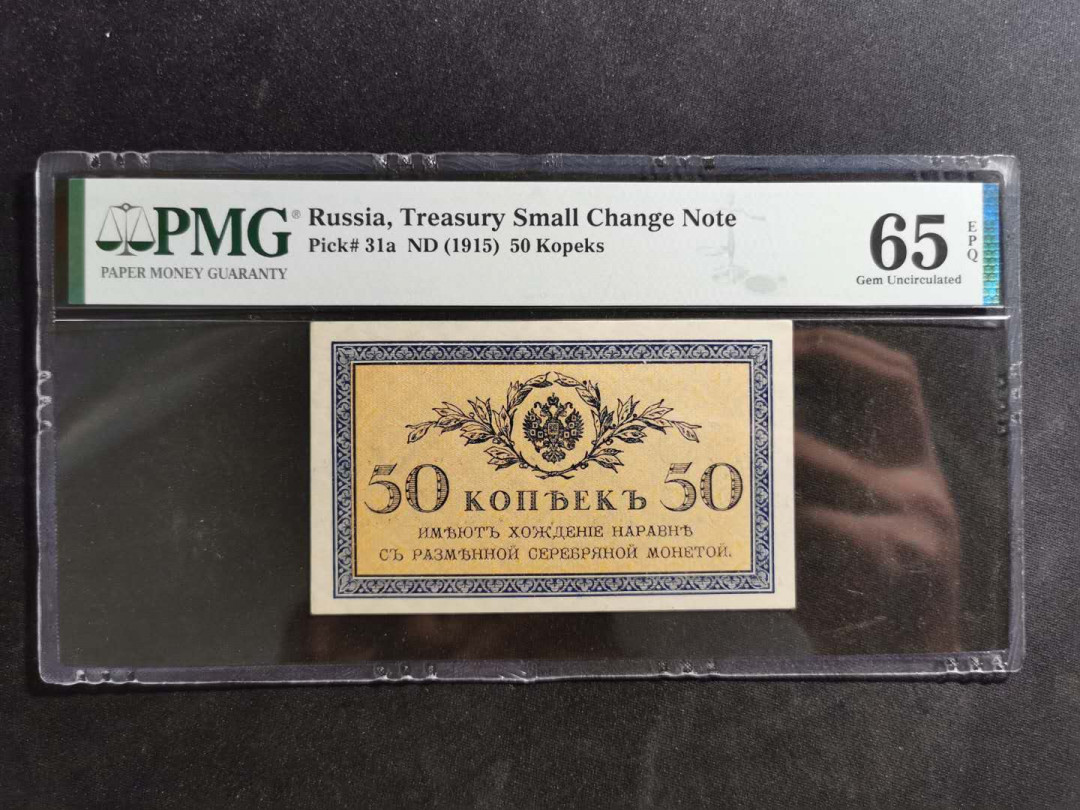 PMG®
PAPER MONEY GUARANTY
Russia, Treasury Small Change Note
Pick# 31a ND (1915) 50 Kopeks
65 EPQ
Gem Uncirculated
50 КОПѢЕКЪ 50
ИМѢЮТЪ ХОЖДЕНІЕ НАРАВНѢ
СЪ РАЗМѢННОЙ СЕРЕБРЯНОЙ МОНЕТОЙ.